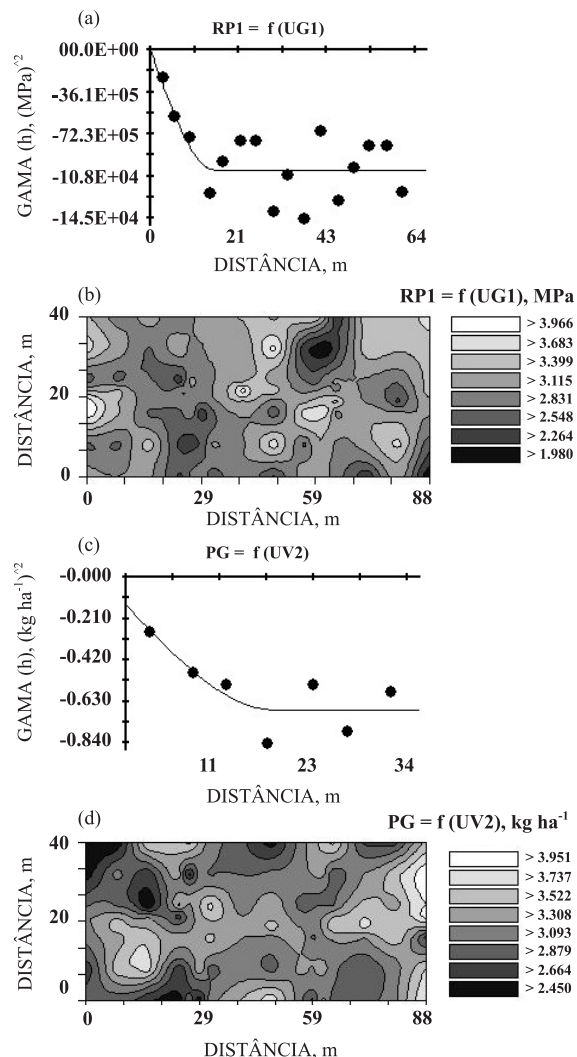 (a)
RP1 = f (UG1)
GAMA (h), (MPa)^2
00.0E+00
-36.1E+05
-72.3E+05
-10.8E+04
-14.5E+04
0 21 43 64
DISTÂNCIA, m
(b)
RP1 = f (UG1), MPa
DISTÂNCIA, m
40
20
0
0 29 59 88
DISTÂNCIA, m
> 3.966
> 3.683
> 3.399
> 3.115
> 2.831
> 2.548
> 2.264
> 1.980
(c)
PG = f (UV2)
GAMA (h), (kg ha⁻¹)^2
-0.000
-0.210
-0.420
-0.630
-0.840
11 23 34
DISTÂNCIA, m
(d)
PG = f (UV2), kg ha⁻¹
DISTÂNCIA, m
40
20
0
0 29 59 88
DISTÂNCIA, m
> 3.951
> 3.737
> 3.522
> 3.308
> 3.093
> 2.879
> 2.664
> 2.450